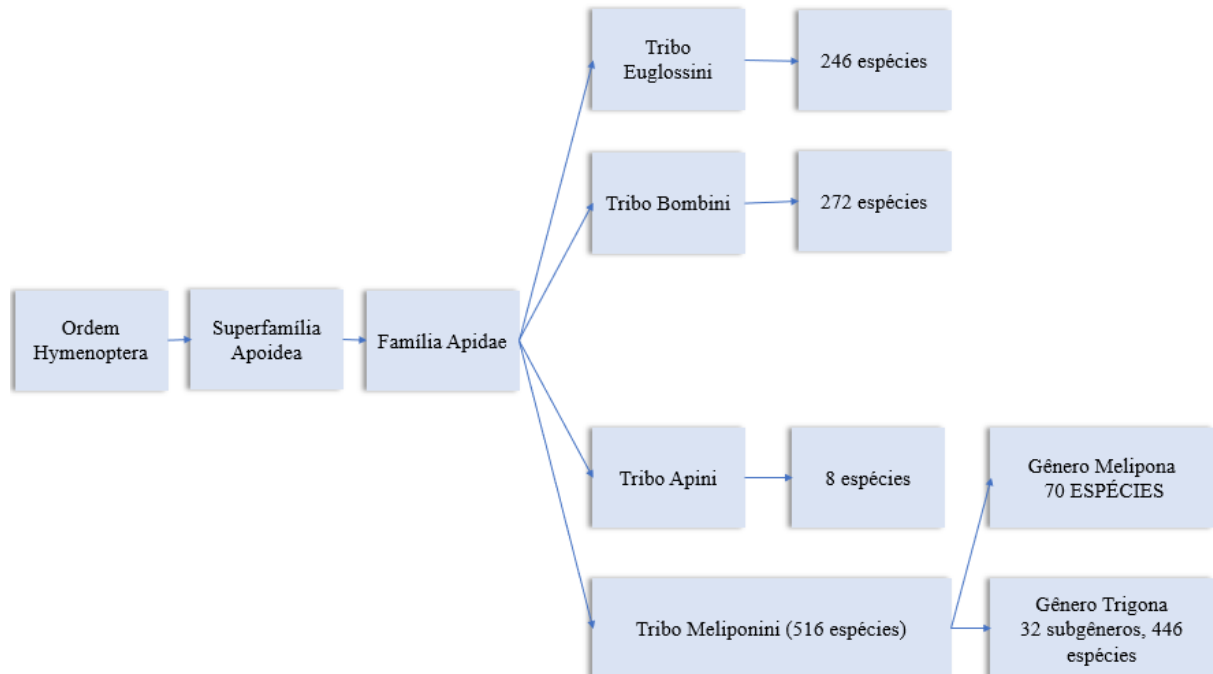 Tribo
Euglossini
246 espécies
Tribo Bombini
272 espécies
Ordem
Hymenoptera
Superfamília
Apoidea
Família Apidae
Tribo Apini
8 espécies
Gênero Melipona
70 ESPÉCIES
Tribo Meliponini (516 espécies)
Gênero Trigona
32 subgêneros, 446
espécies